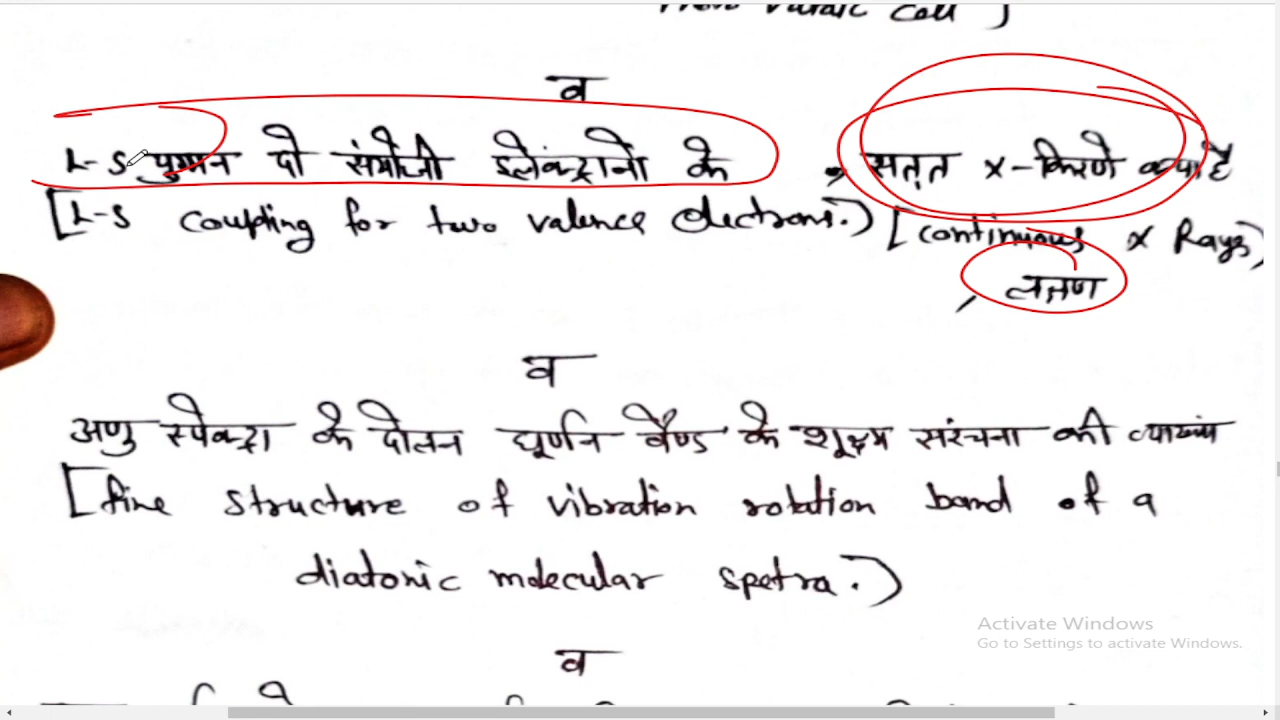 cell )
व
L-S युग्मन दो संयोजी इलेक्ट्रानो के , सतत x-किरणे क्या है
[L-S coupling for two valence electrons.) [continuous x Rays)
, लक्षण
व
अणु स्पेक्ट्रा के दोलन घूर्णन बैण्ड के शूक्ष्म संरचना की व्याख्या
[fine structure of vibration rotation band of a
diatonic molecular spetra.)
Activate Windows
Go to Settings to activate Windows.
व